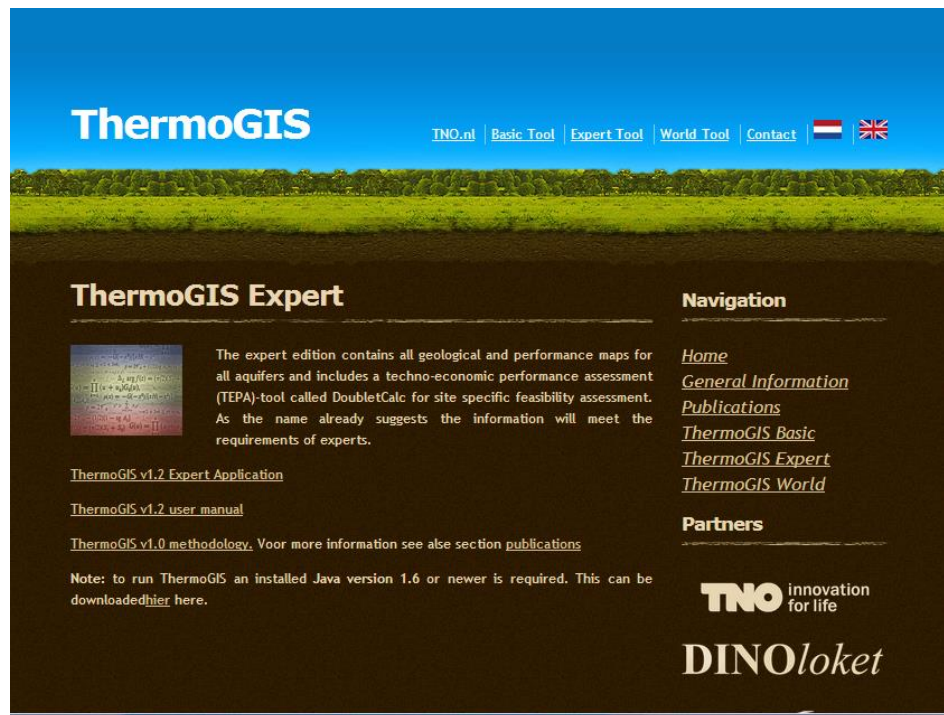 ThermoGIS
TNO.nl Basic Tool Expert Tool World Tool Contact
ThermoGIS Expert
The expert edition contains all geological and performance maps for
all aquifers and includes a techno-economic performance assessment
(TEPA)-tool called DoubletCalc for site specific feasibility assessment.
As the name already suggests the information will meet the
requirements of experts.
ThermoGIS v1.2 Expert Application
ThermoGIS v1.2 user manual
ThermoGIS v1.0 methodology. Voor more information see alse section publications
Note: to run ThermoGIS an installed Java version 1.6 or newer is required. This can be
downloadedhier here.
Navigation
Home
General Information
Publications
ThermoGIS Basic
ThermoGIS Expert
ThermoGIS World
Partners
TNO innovation
for life
DINOloket